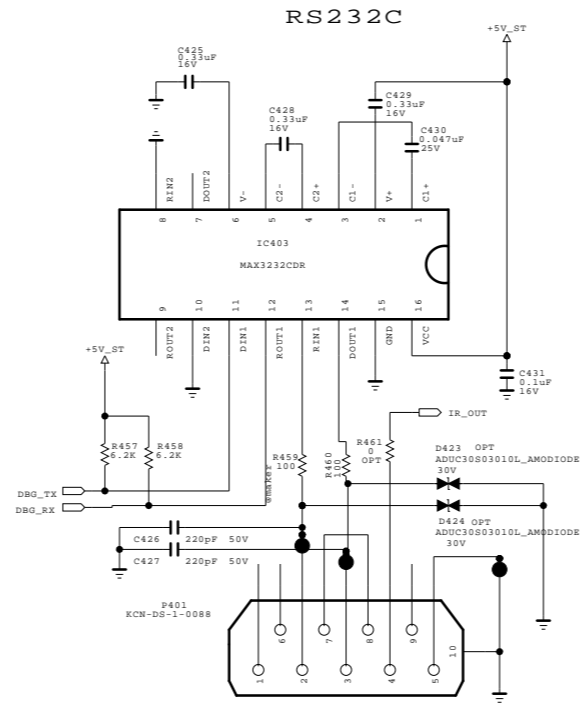 RS232C
+5V_ST
C425
0.33uF
16V
C429
0.33uF
16V
C428
0.33uF
16V
C430
0.047uF
25V
RIN2
DOUT2
V-
C2-
C2+
C1-
V+
C1+
8
7
6
5
4
3
2
1
IC403
MAX3232CDR
9
10
11
12
13
14
15
16
ROUT2
DIN2
DIN1
ROUT1
RIN1
DOUT1
GND
VCC
+5V_ST
C431
0.1uF
16V
IR_OUT
R457
6.2K
R458
6.2K
R459
100
R460
100
R461
0
OPT
D423 OPT
ADUC30S03010L_AMODIODE
30V
@maker
DBG_TX
DBG_RX
D424 OPT
ADUC30S03010L_AMODIODE
30V
C426 220pF 50V
C427 220pF 50V
P401
KCN-DS-1-0088
6
7
8
9
10
1
2
3
4
5